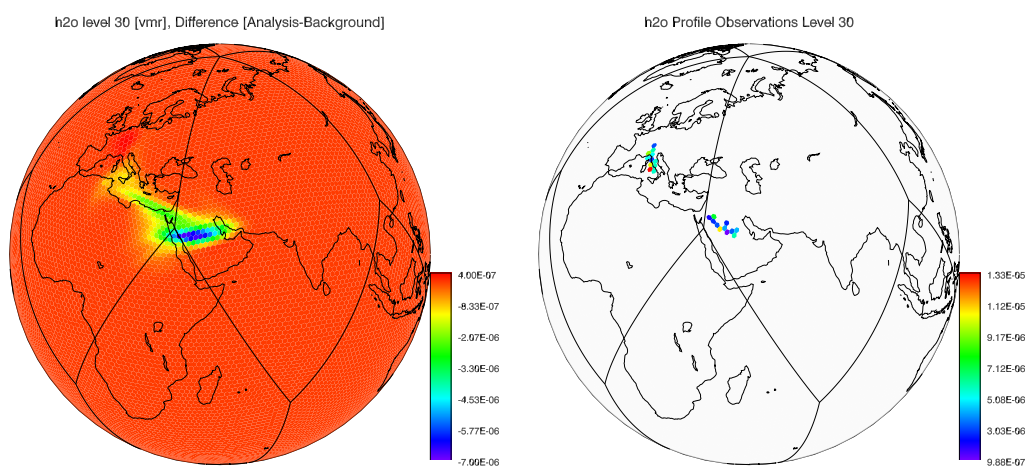 h2o level 30 [vmr], Difference [Analysis-Background]
h2o Profile Observations Level 30
4.00E-07
-8.33E-07
-2.07E-06
-3.30E-06
-4.53E-06
-5.77E-06
-7.00E-06
1.33E-05
1.12E-05
9.17E-06
7.12E-06
5.08E-06
3.03E-06
9.88E-07